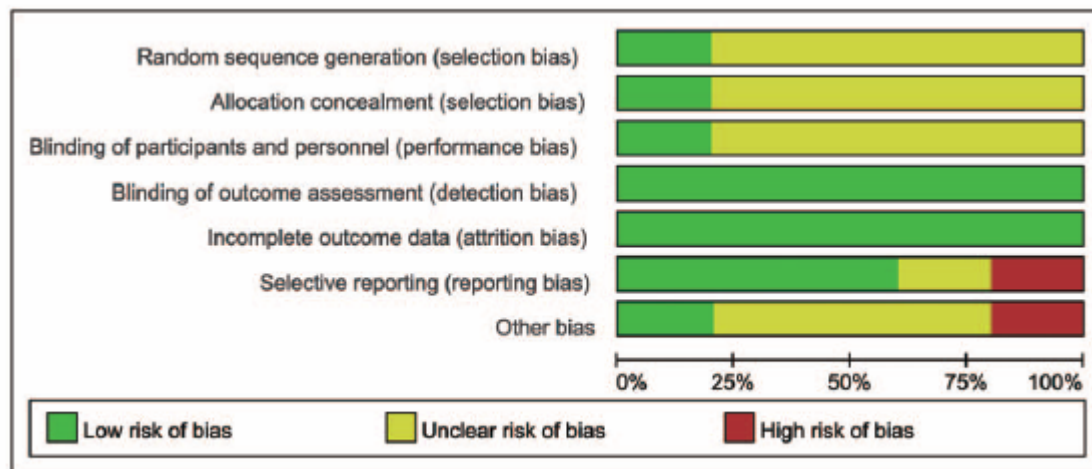 Random sequence generation (selection bias)
Allocation concealment (selection bias)
Blinding of participants and personnel (performance bias)
Blinding of outcome assessment (detection bias)
Incomplete outcome data (attrition bias)
Selective reporting (reporting bias)
Other bias
0% 25% 50% 75% 100%
Low risk of bias Unclear risk of bias High risk of bias